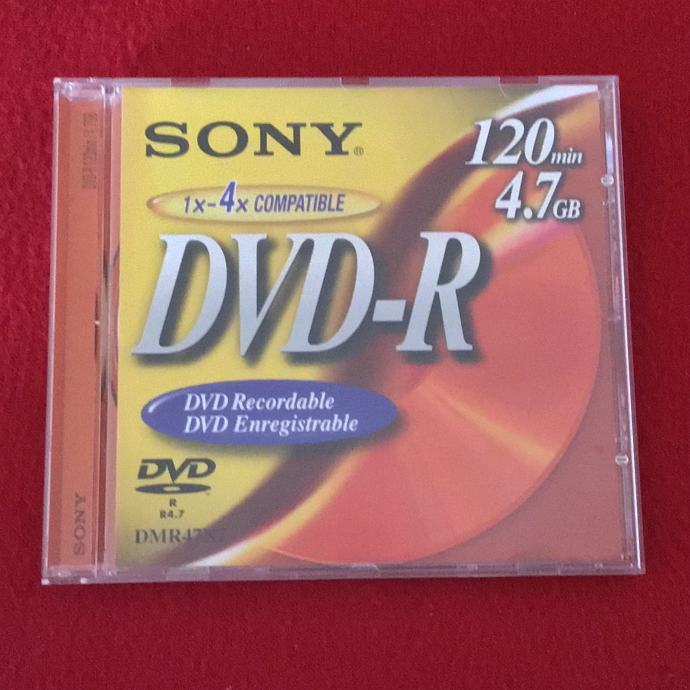 SONY®
120min
4.7GB
1x-4x COMPATIBLE
DVD-R
DVD Recordable
DVD Enregistrable
DVD
R
R4.7
SONY